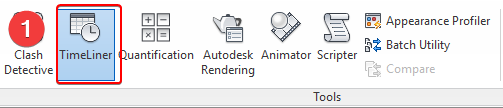 1
Clash Detective
TimeLiner
Quantification
Autodesk Rendering
Animator
Scripter
Appearance Profiler
Batch Utility
Compare
Tools